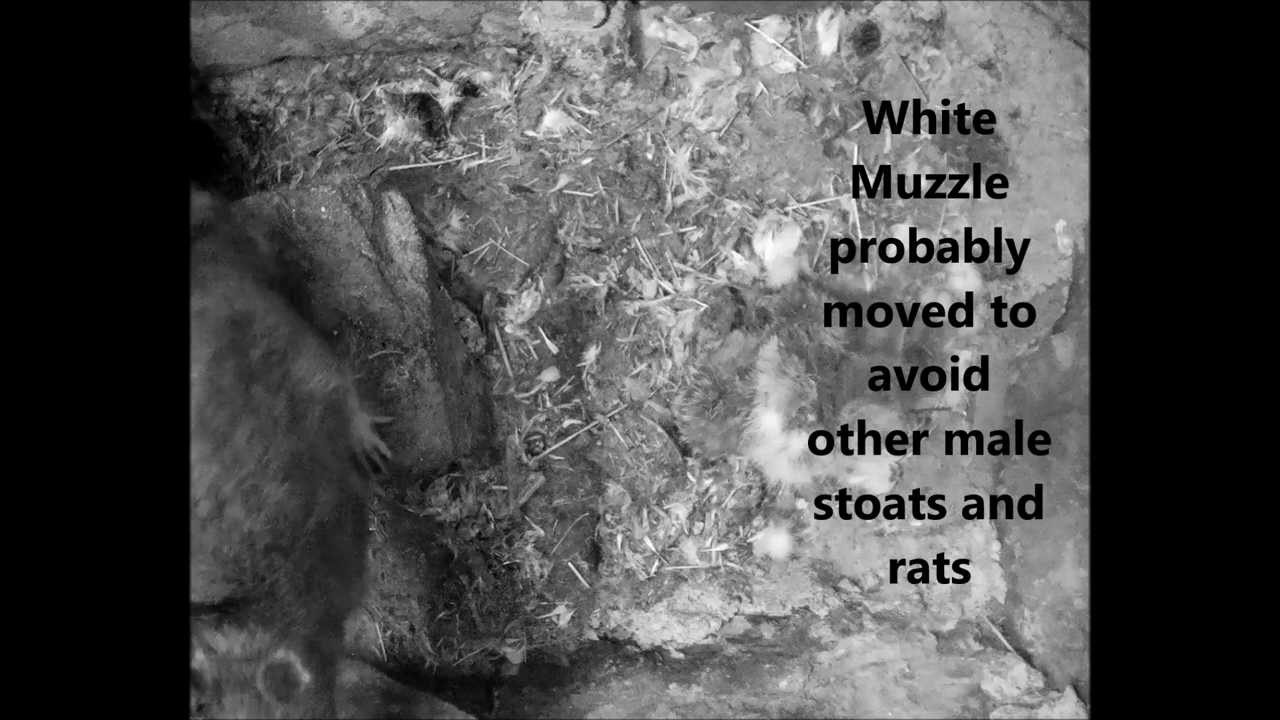 White
Muzzle
probably
moved to
avoid
other male
stoats and
rats